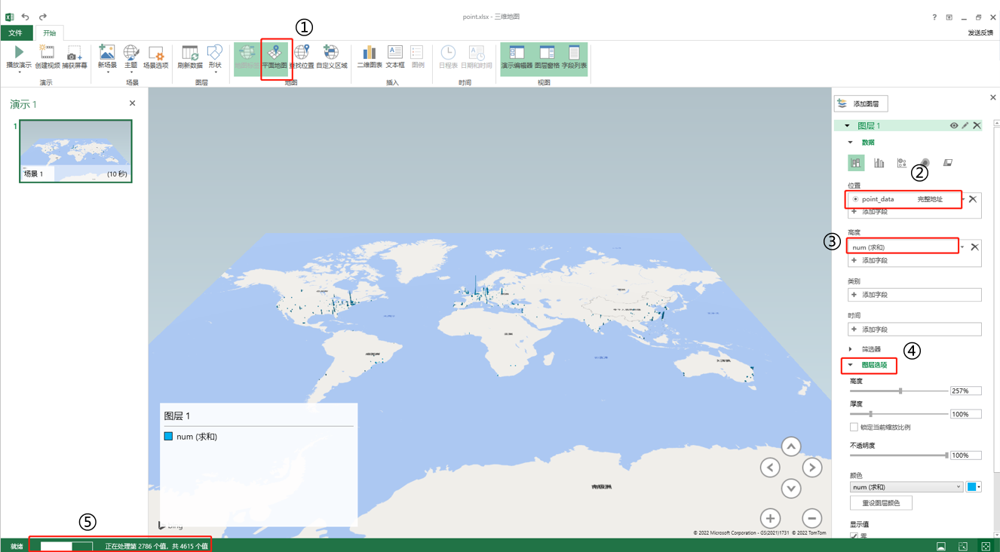 ①
point.xlsx - 三维地图
?
文件 开始
发送反馈
播放演示 创建视频 捕获屏幕 新场景 主题 场景选项 刷新数据 形状 平面地图 查找位置 自定义区域 二维图表 文本框 图例 日程表 日期和时间 演示编辑器 图层窗格 字段列表
演示 场景 图层 地图 插入 时间 视图
演示 1
1
场景 1 (10 秒)
添加图层
图层 1
数据
②
位置
point_data 完整地址
添加字段
③
高度
num (求和)
添加字段
类别
添加字段
时间
添加字段
筛选器
④
图层选项
高度
257%
厚度
100%
锁定当前缩放比例
不透明度
100%
颜色
num (求和)
重设图层颜色
显示值
零
南极洲
图层 1
num (求和)
bing
© 2022 Microsoft Corporation - GS(2021)1731 © 2022 TomTom
⑤
就绪 正在处理第 2786 个值，共 4615 个值